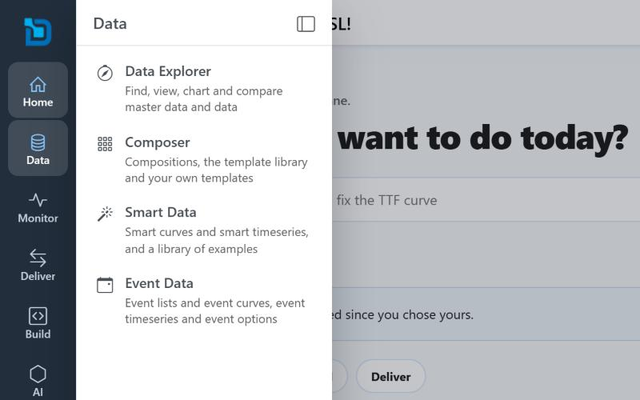 Data
SL!
Home
Data
Monitor
Deliver
Build
AI
Data Explorer
Find, view, chart and compare
master data and data
Composer
Compositions, the template library
and your own templates
Smart Data
Smart curves and smart timeseries,
and a library of examples
Event Data
Event lists and event curves, event
timeseries and event options
ne.
want to do today?
fix the TTF curve
ed since you chose yours.
Deliver